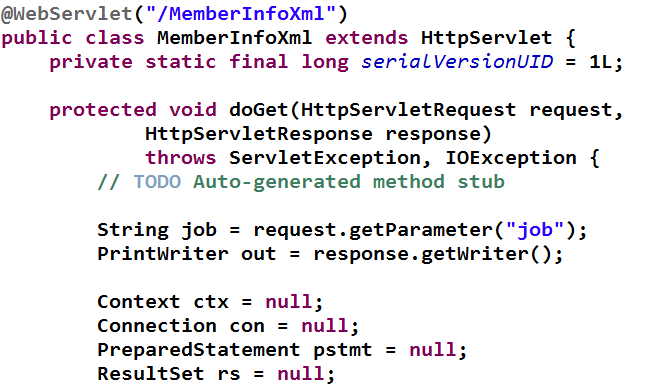 @WebServlet("/MemberInfoXml")
public class MemberInfoXml extends HttpServlet {
    private static final long serialVersionUID = 1L;

    protected void doGet(HttpServletRequest request,
            HttpServletResponse response)
            throws ServletException, IOException {
        // TODO Auto-generated method stub

        String job = request.getParameter("job");
        PrintWriter out = response.getWriter();

        Context ctx = null;
        Connection con = null;
        PreparedStatement pstmt = null;
        ResultSet rs = null;